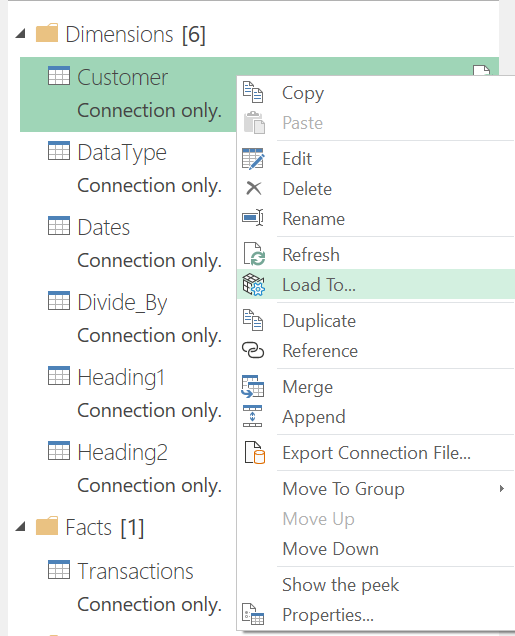 Dimensions [6]
Customer
Connection only.
DataType
Connection only.
Dates
Connection only.
Divide_By
Connection only.
Heading1
Connection only.
Heading2
Connection only.
Facts [1]
Transactions
Connection only.
Copy
Paste
Edit
Delete
Rename
Refresh
Load To...
Duplicate
Reference
Merge
Append
Export Connection File...
Move To Group
Move Up
Move Down
Show the peek
Properties...